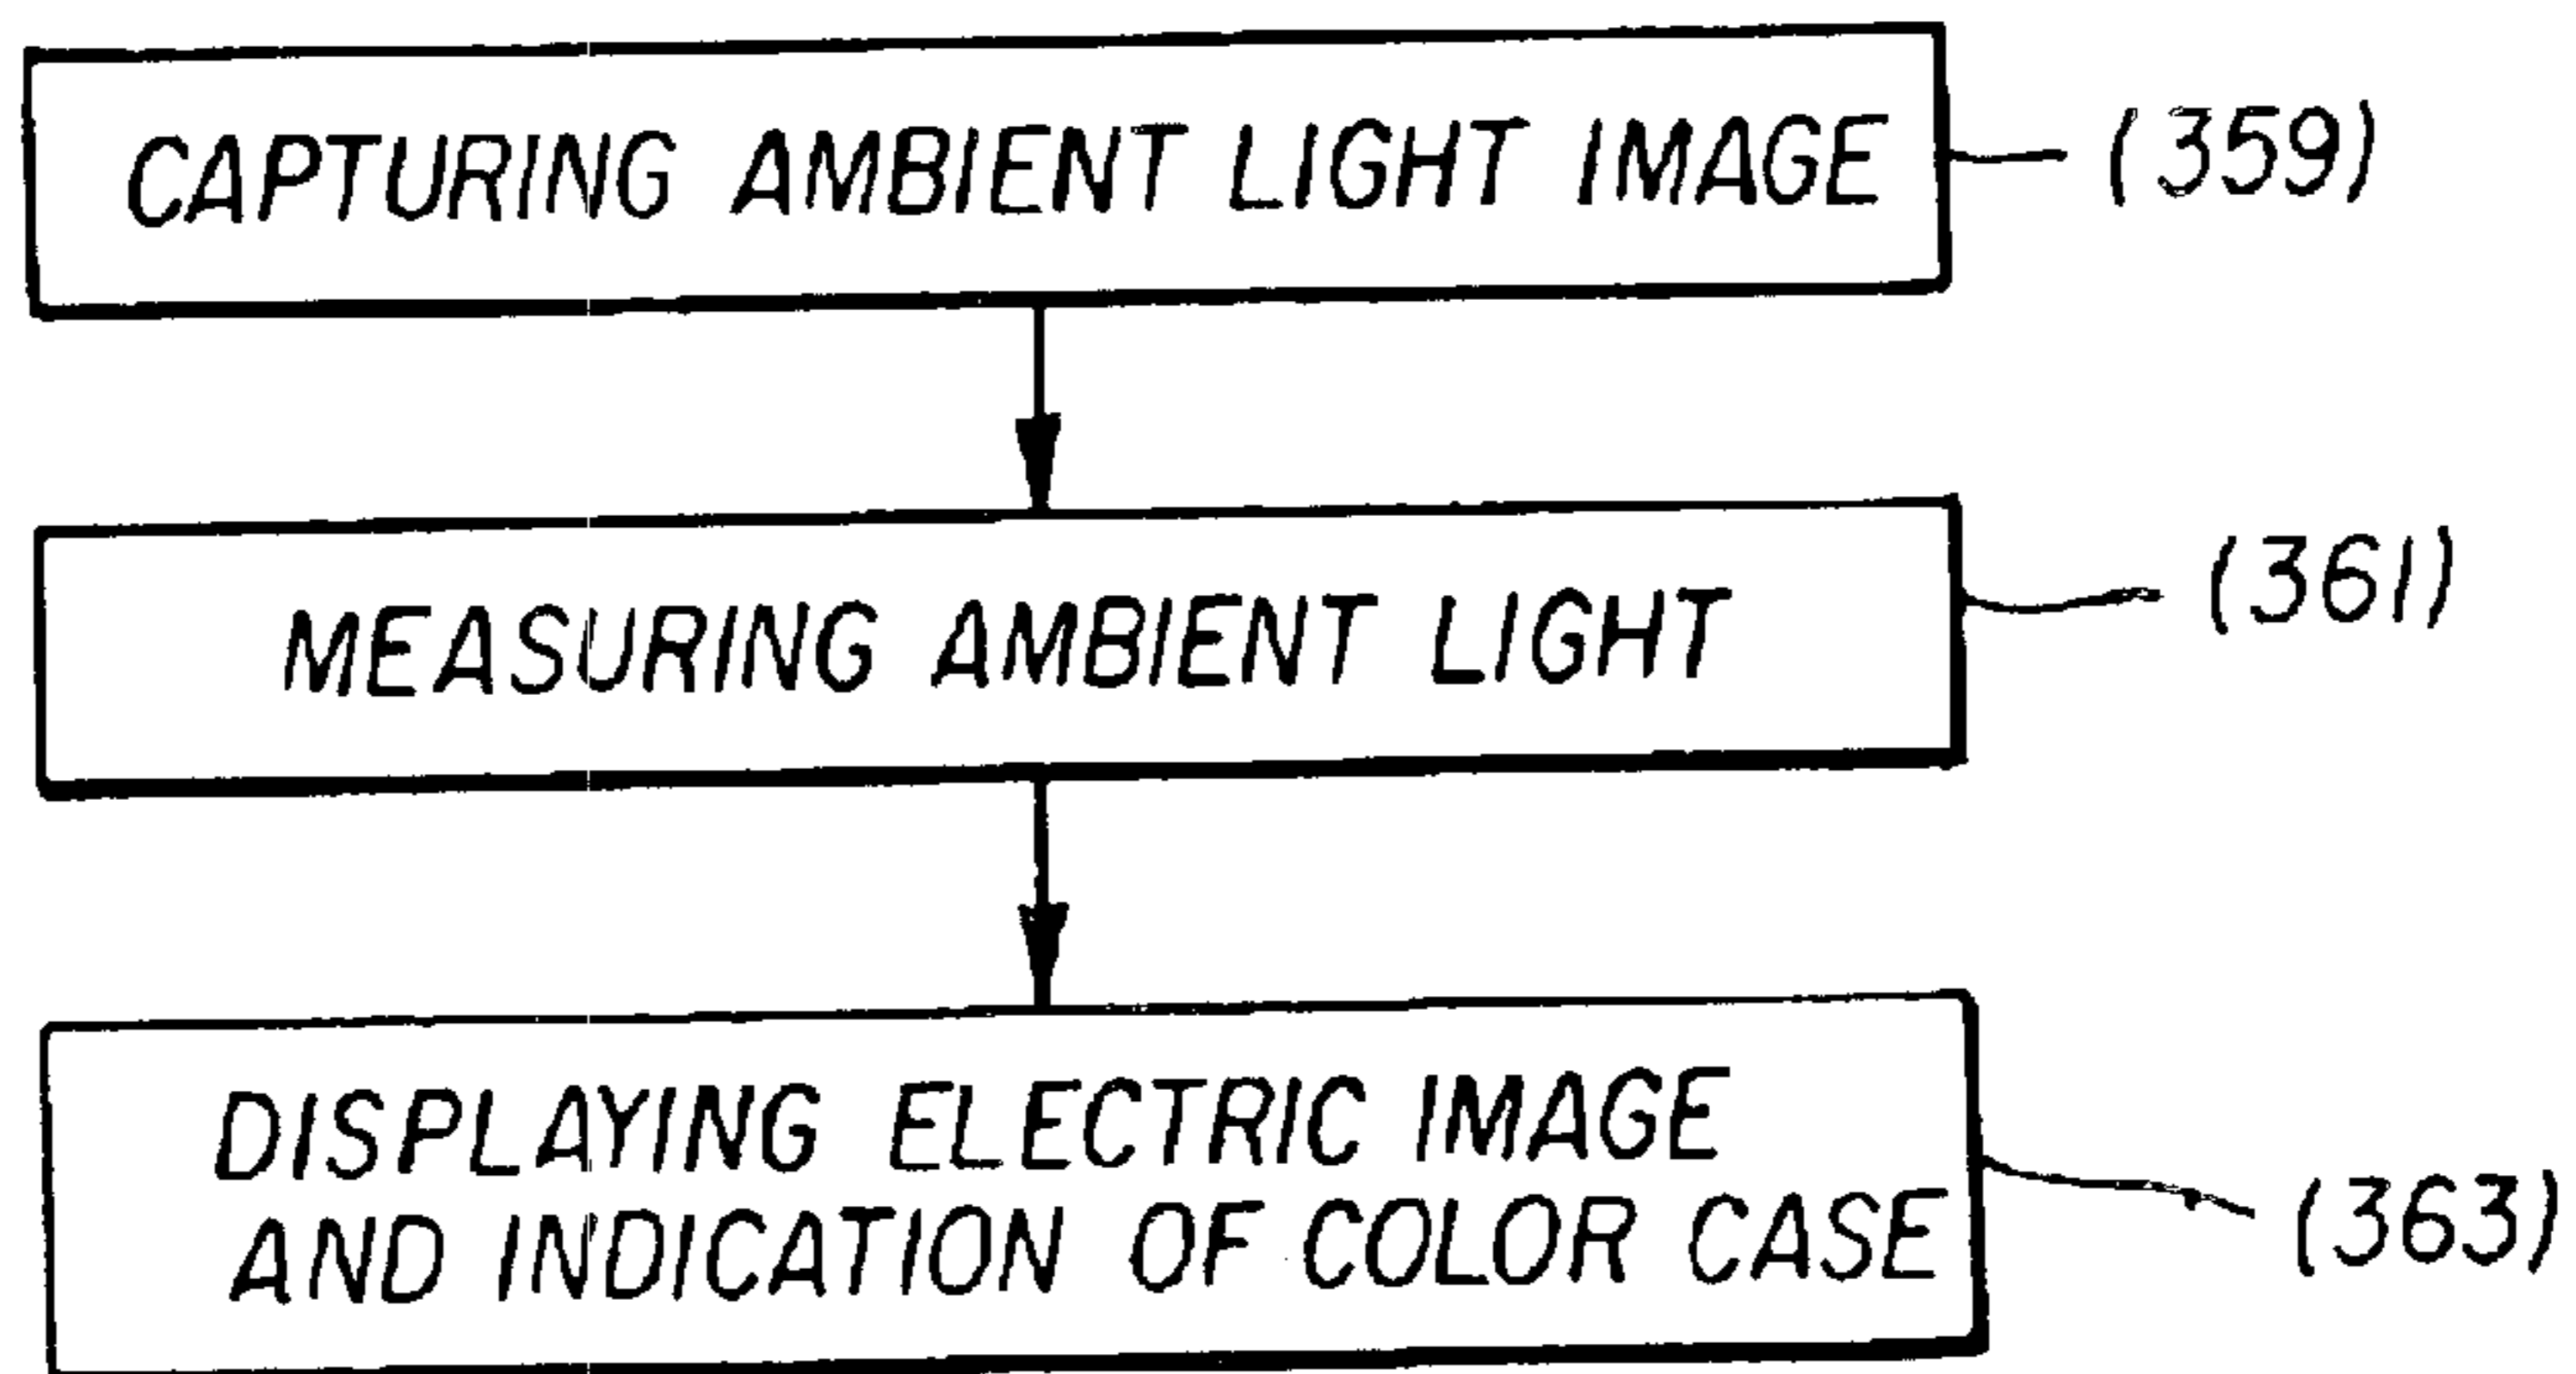 CAPTURING AMBIENT LIGHT IMAGE (359)
MEASURING AMBIENT LIGHT (361)
DISPLAYING ELECTRIC IMAGE
AND INDICATION OF COLOR CASE (363)